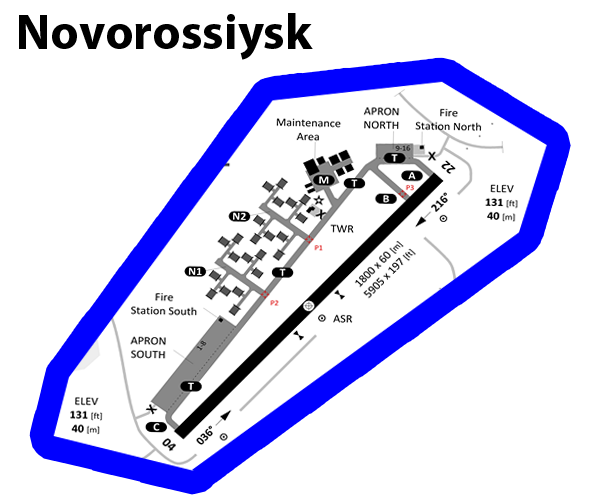 Novorossiysk
Maintenance
Area
APRON
NORTH
Fire
Station North
9-16
T
X
22
M
T
A
P3
B
216°
ELEV
131 [ft]
40 [m]
N2
X
TWR
P1
1800 x 60 [m]
5905 x 197 [ft]
N1
T
P2
Fire
Station South
ASR
APRON
SOUTH
1-8
T
X
ELEV
131 [ft]
40 [m]
C
04
036°